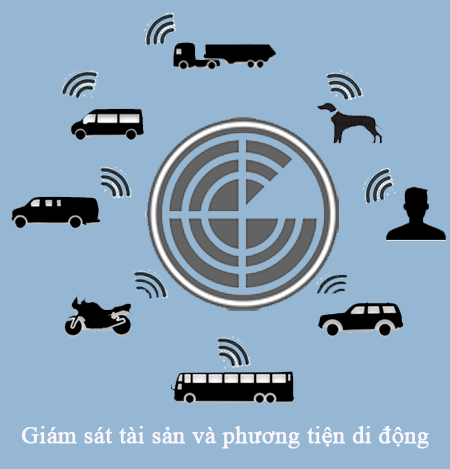 Giám sát tài sản và phương tiện di động